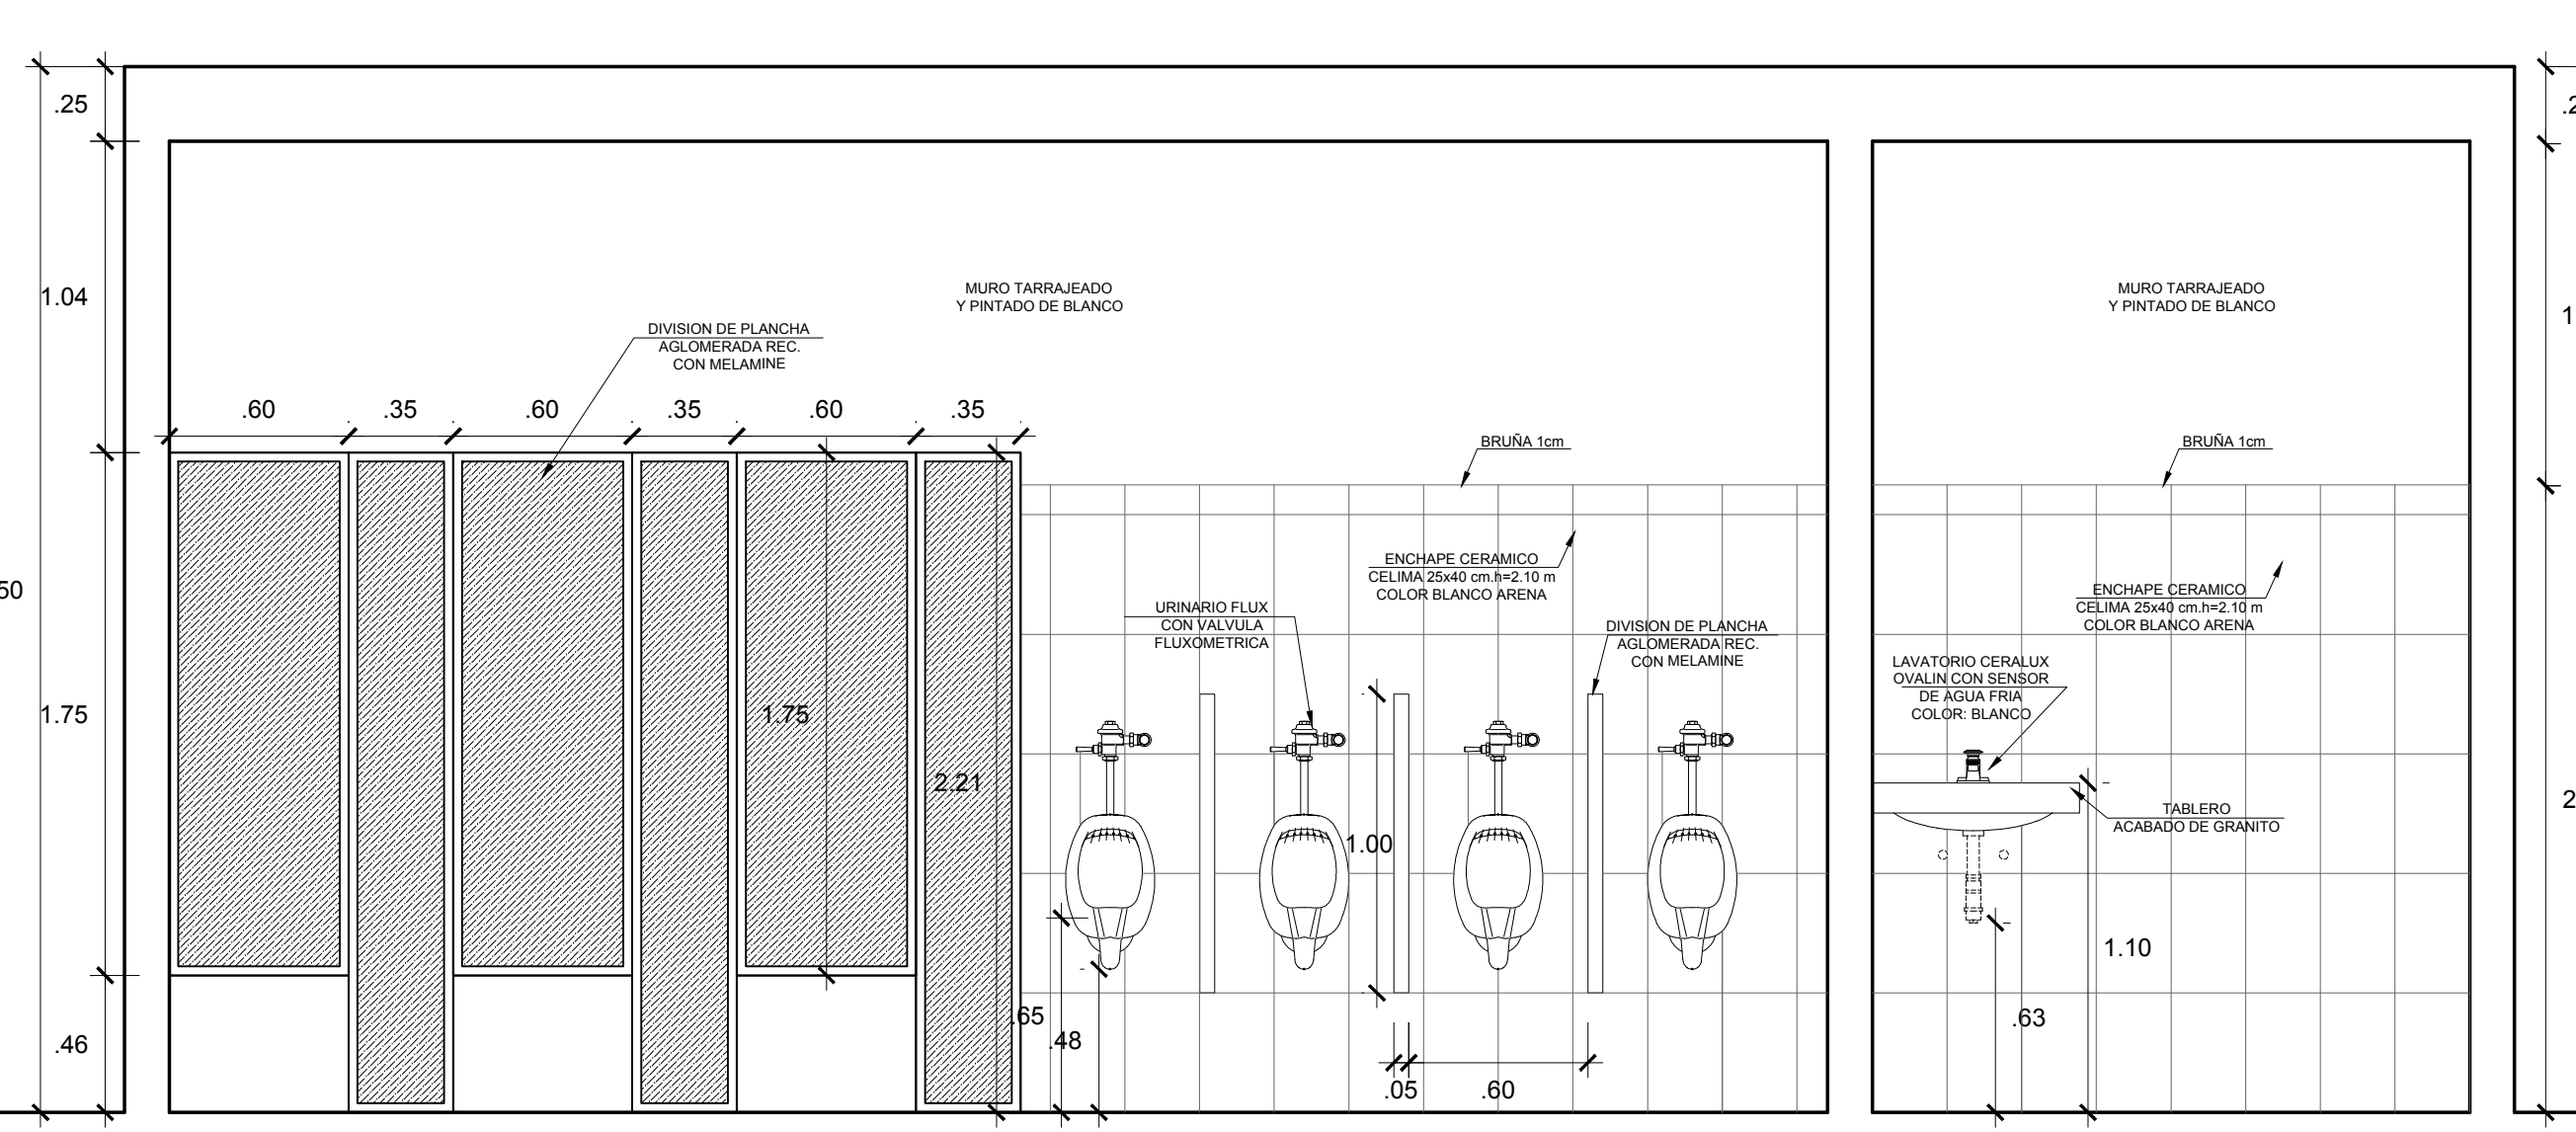 .25
.2
1.04
MURO TARRAJEADO
Y PINTADO DE BLANCO
MURO TARRAJEADO
Y PINTADO DE BLANCO
1
DIVISION DE PLANCHA
AGLOMERADA REC.
CON MELAMINE
.60
.35
.60
.35
.60
.35
BRUÑA 1cm
BRUÑA 1cm
ENCHAPE CERAMICO
CELIMA 25x40 cm.h=2.10 m
COLOR BLANCO ARENA
ENCHAPE CERAMICO
CELIMA 25x40 cm.h=2.10 m
COLOR BLANCO ARENA
50
URINARIO FLUX
CON VALVULA
FLUXOMETRICA
DIVISION DE PLANCHA
AGLOMERADA REC.
CON MELAMINE
LAVATORIO CERALUX
OVALIN CON SENSOR
DE AGUA FRIA
COLOR: BLANCO
1.75
1.75
2.21
1.00
2
TABLERO
ACABADO DE GRANITO
1.10
.46
.65
.48
.63
.05
.60